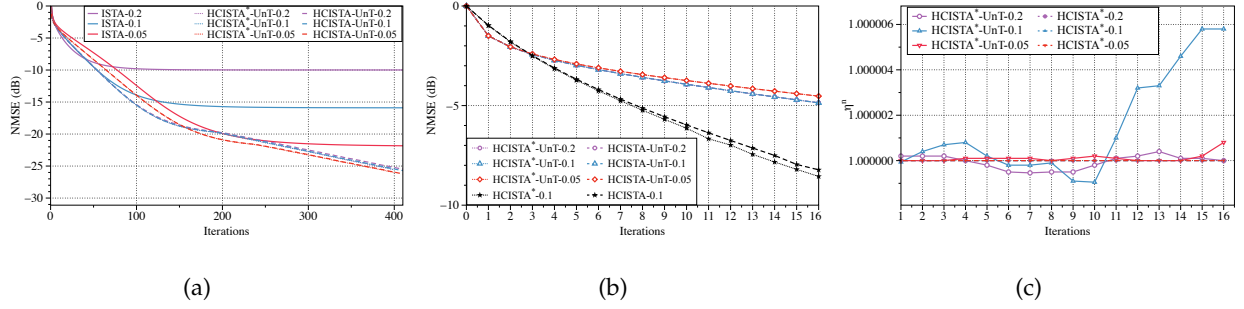 ISTA-0.2 HCISTA*-UnT-0.2 HCISTA-UnT-0.2
ISTA-0.1 HCISTA*-UnT-0.1 HCISTA-UnT-0.1
ISTA-0.05 HCISTA*-UnT-0.05 HCISTA-UnT-0.05
0
−5
−10
−15
−20
−25
−30
NMSE (dB)
0 100 200 300 400
Iterations
(a)
0
−5
−10
NMSE (dB)
HCISTA*-UnT-0.2 HCISTA-UnT-0.2
HCISTA*-UnT-0.1 HCISTA-UnT-0.1
HCISTA*-UnT-0.05 HCISTA-UnT-0.05
HCISTA*-0.1 HCISTA-0.1
0 1 2 3 4 5 6 7 8 9 10 11 12 13 14 15 16
Iterations
(b)
HCISTA*-UnT-0.2 HCISTA*-0.2
HCISTA*-UnT-0.1 HCISTA*-0.1
HCISTA*-UnT-0.05 HCISTA*-0.05
1.000006
1.000004
1.000002
1.000000
ηⁿ
1 2 3 4 5 6 7 8 9 10 11 12 13 14 15 16
Iterations
(c)